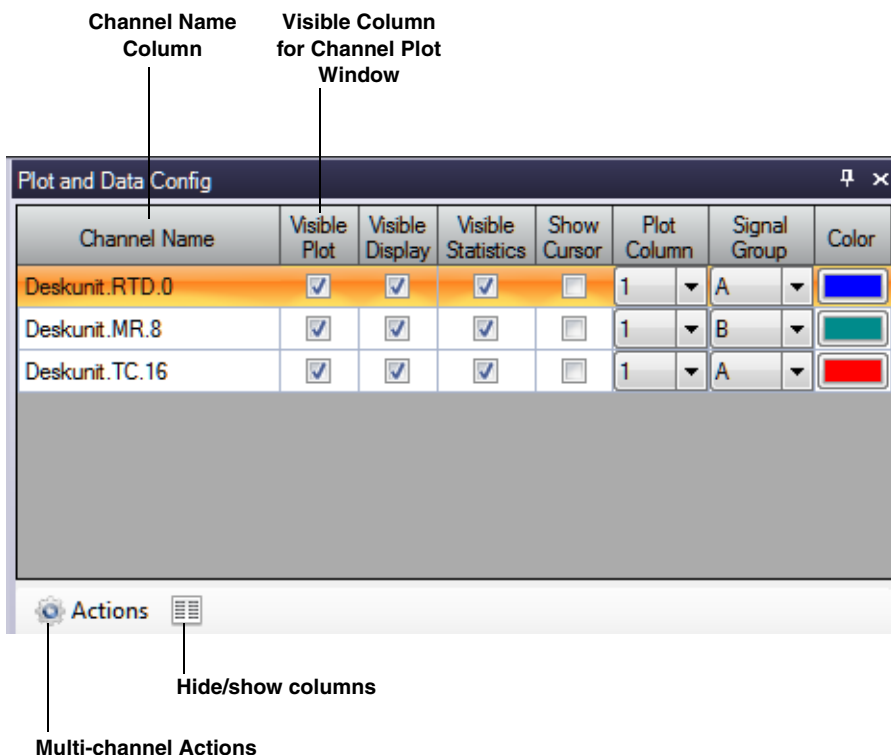 Channel Name
Column
Visible Column
for Channel Plot
Window
Plot and Data Config
Channel Name
Visible
Plot
Visible
Display
Visible
Statistics
Show
Cursor
Plot
Column
Signal
Group
Color
Deskunit.RTD.0 1 A
Deskunit.MR.8 1 B
Deskunit.TC.16 1 A
Actions
Hide/show columns
Multi-channel Actions